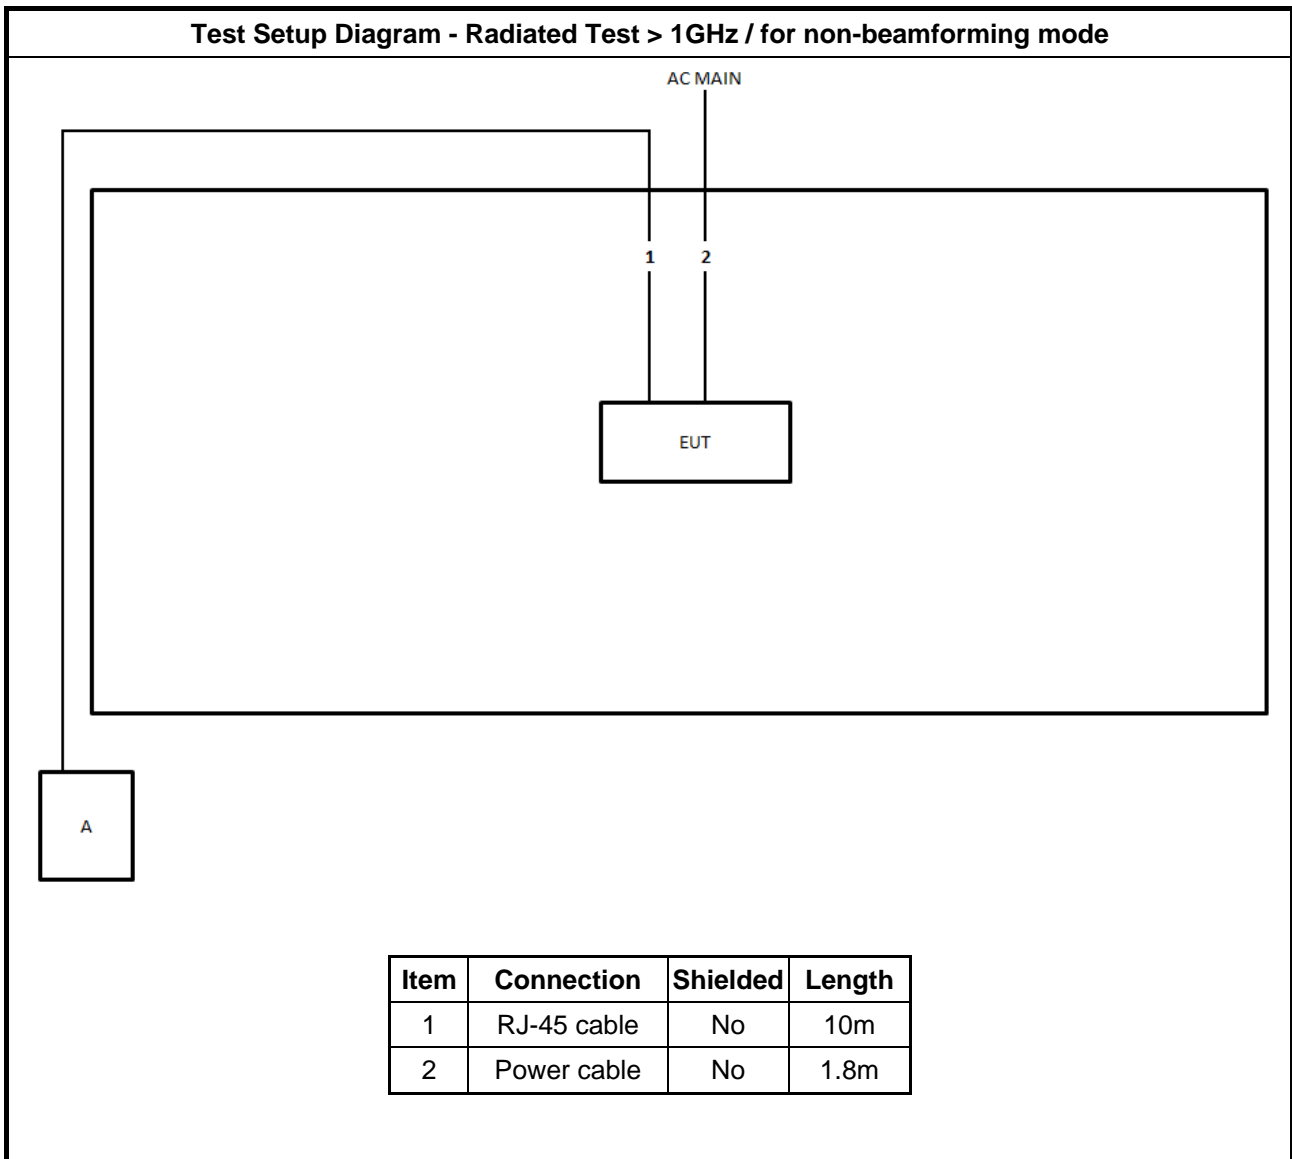 Test Setup Diagram - Radiated Test > 1GHz / for non-beamforming mode
AC MAIN
1 2
EUT
A
Item Connection Shielded Length
1 RJ-45 cable No 10m
2 Power cable No 1.8m